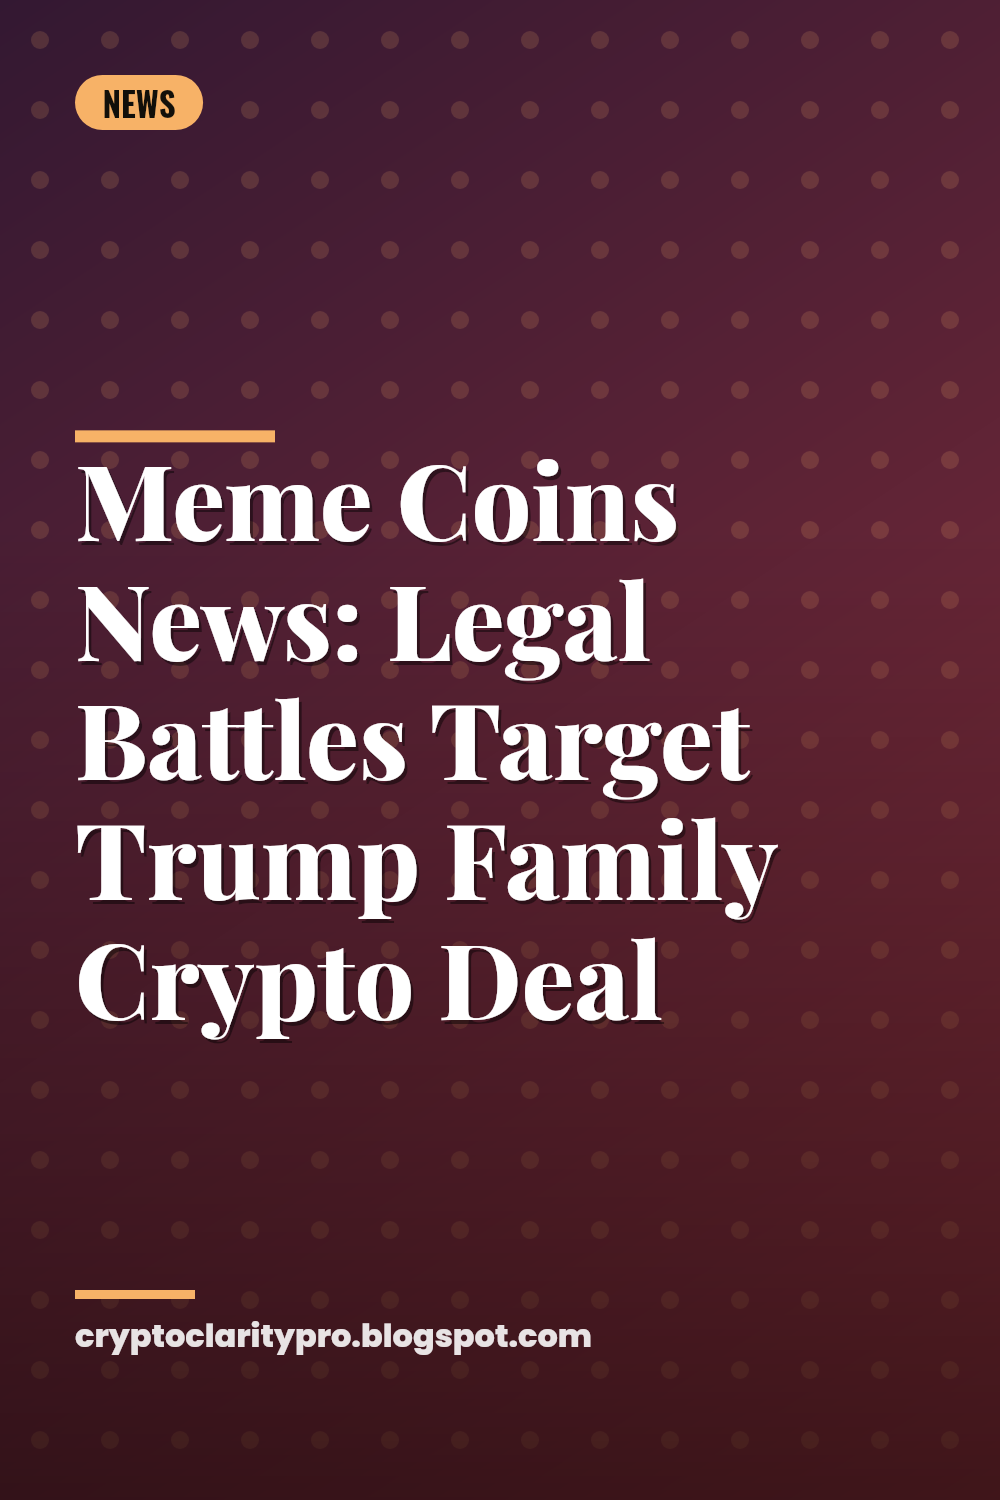 NEWS
Meme Coins
News: Legal
Battles Target
Trump Family
Crypto Deal
cryptoclaritypro.blogspot.com